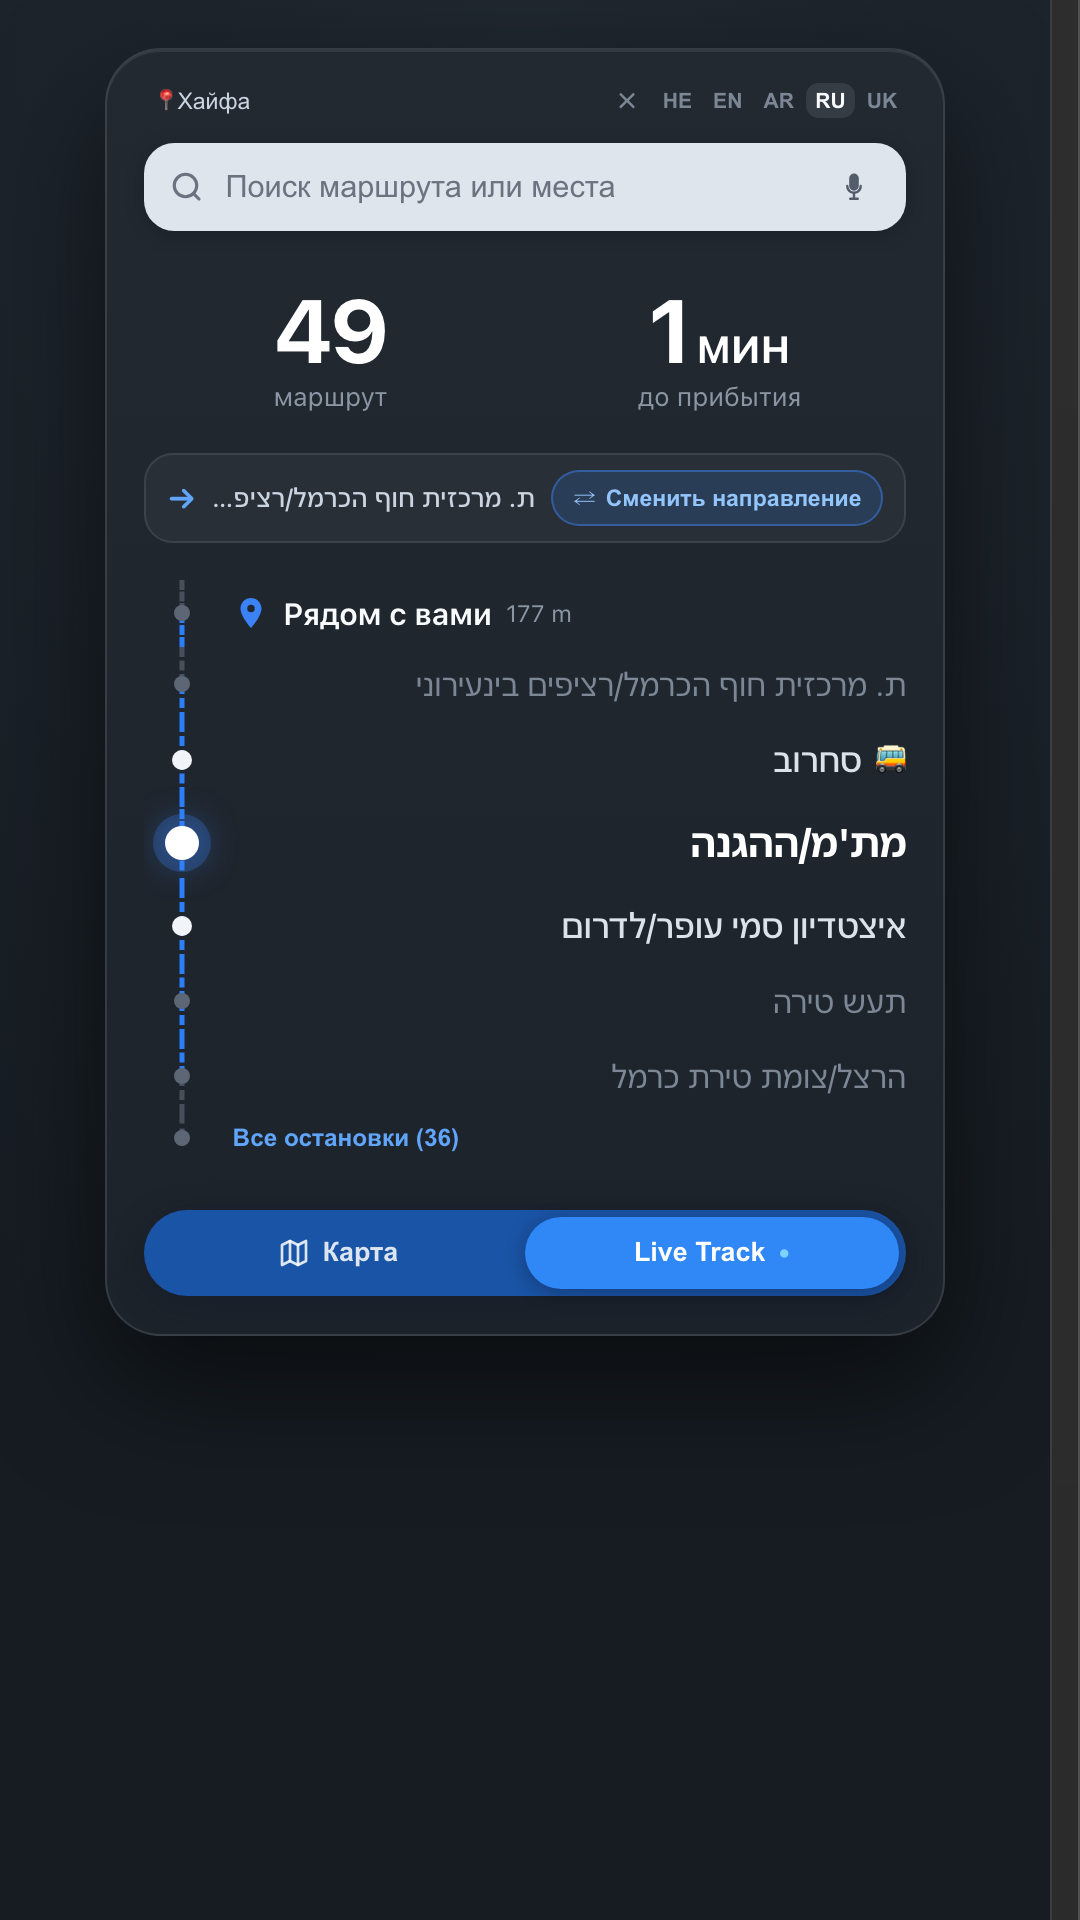 Хайфа
HE EN AR RU UK
Поиск маршрута или места
49
маршрут
1 мин
до прибытия
ת. מרכזית חוף הכרמל/רציפ...
Сменить направление
Рядом с вами 177 m
ת. מרכזית חוף הכרמל/רציפים בינעירוני
סחרוב
מת'מ/ההגנה
איצטדיון סמי עופר/לדרום
תעש טירה
הרצל/צומת טירת כרמל
Все остановки (36)
Карта
Live Track